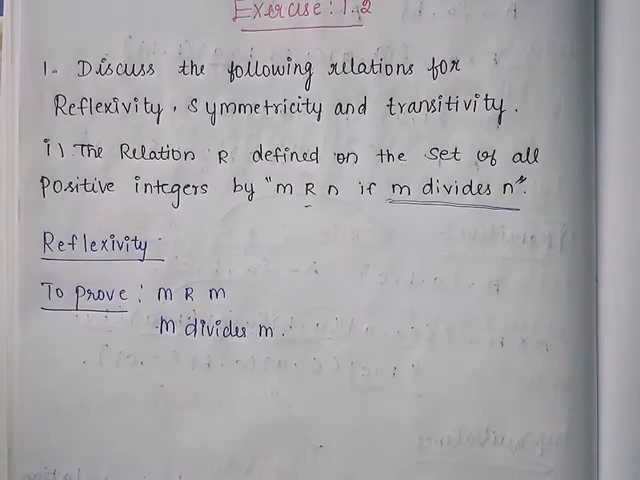 Exercise: 1.2
1. Discuss the following relations for
Reflexivity, Symmetricity and transitivity.
i) The Relation R defined on the set of all
positive integers by "m R n if m divides n".
Reflexivity
To prove: m R m
m divides m.